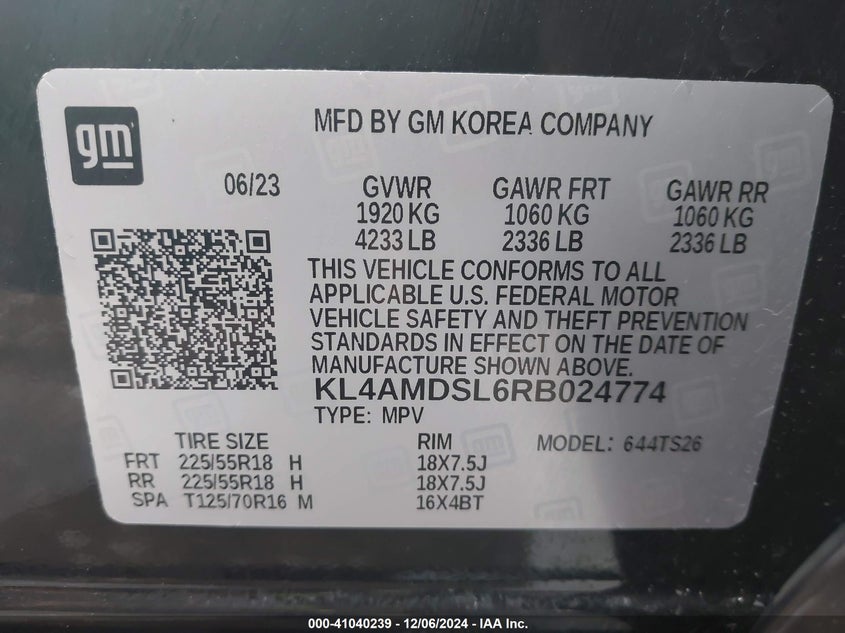 gm
MFD BY GM KOREA COMPANY
06/23 GVWR GAWR FRT GAWR RR
1920 KG 1060 KG 1060 KG
4233 LB 2336 LB 2336 LB
THIS VEHICLE CONFORMS TO ALL
APPLICABLE U.S. FEDERAL MOTOR
VEHICLE SAFETY AND THEFT PREVENTION
STANDARDS IN EFFECT ON THE DATE OF
MANUFACTURE SHOWN ABOVE.
KL4AMDSL6RB024774
TYPE: MPV
TIRE SIZE RIM MODEL: 644TS26
FRT 225/55R18 H 18X7.5J
RR 225/55R18 H 18X7.5J
SPA T125/70R16 M 16X4BT
000-41040239 - 12/06/2024 - IAA Inc.